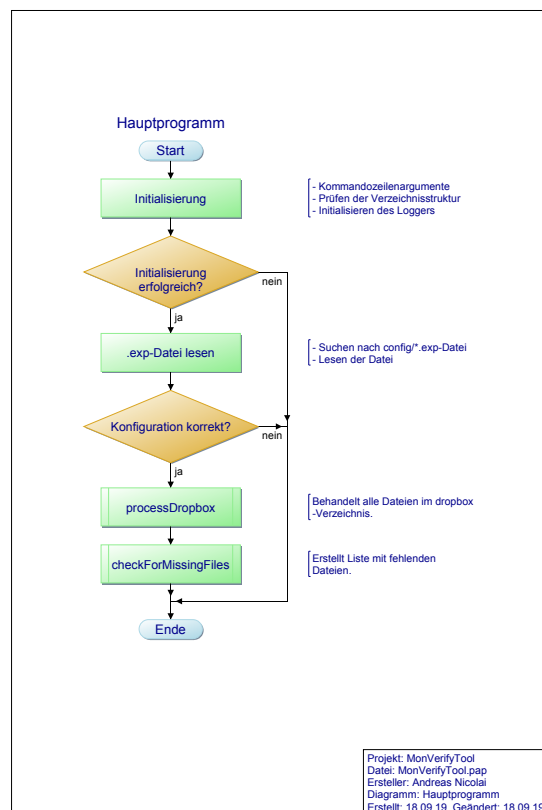 Hauptprogramm
Start
Initialisierung
- Kommandozeilenargumente
- Prüfen der Verzeichnisstruktur
- Initialisieren des Loggers
Initialisierung
erfolgreich?
nein
ja
.exp-Datei lesen
- Suchen nach config/*.exp-Datei
- Lesen der Datei
Konfiguration korrekt?
nein
ja
processDropbox
Behandelt alle Dateien im dropbox
-Verzeichnis.
checkForMissingFiles
Erstellt Liste mit fehlenden
Dateien.
Ende
Projekt: MonVerifyTool
Datei: MonVerifyTool.pap
Ersteller: Andreas Nicolai
Diagramm: Hauptprogramm
Erstellt: 18.09.19, Geändert: 18.09.19